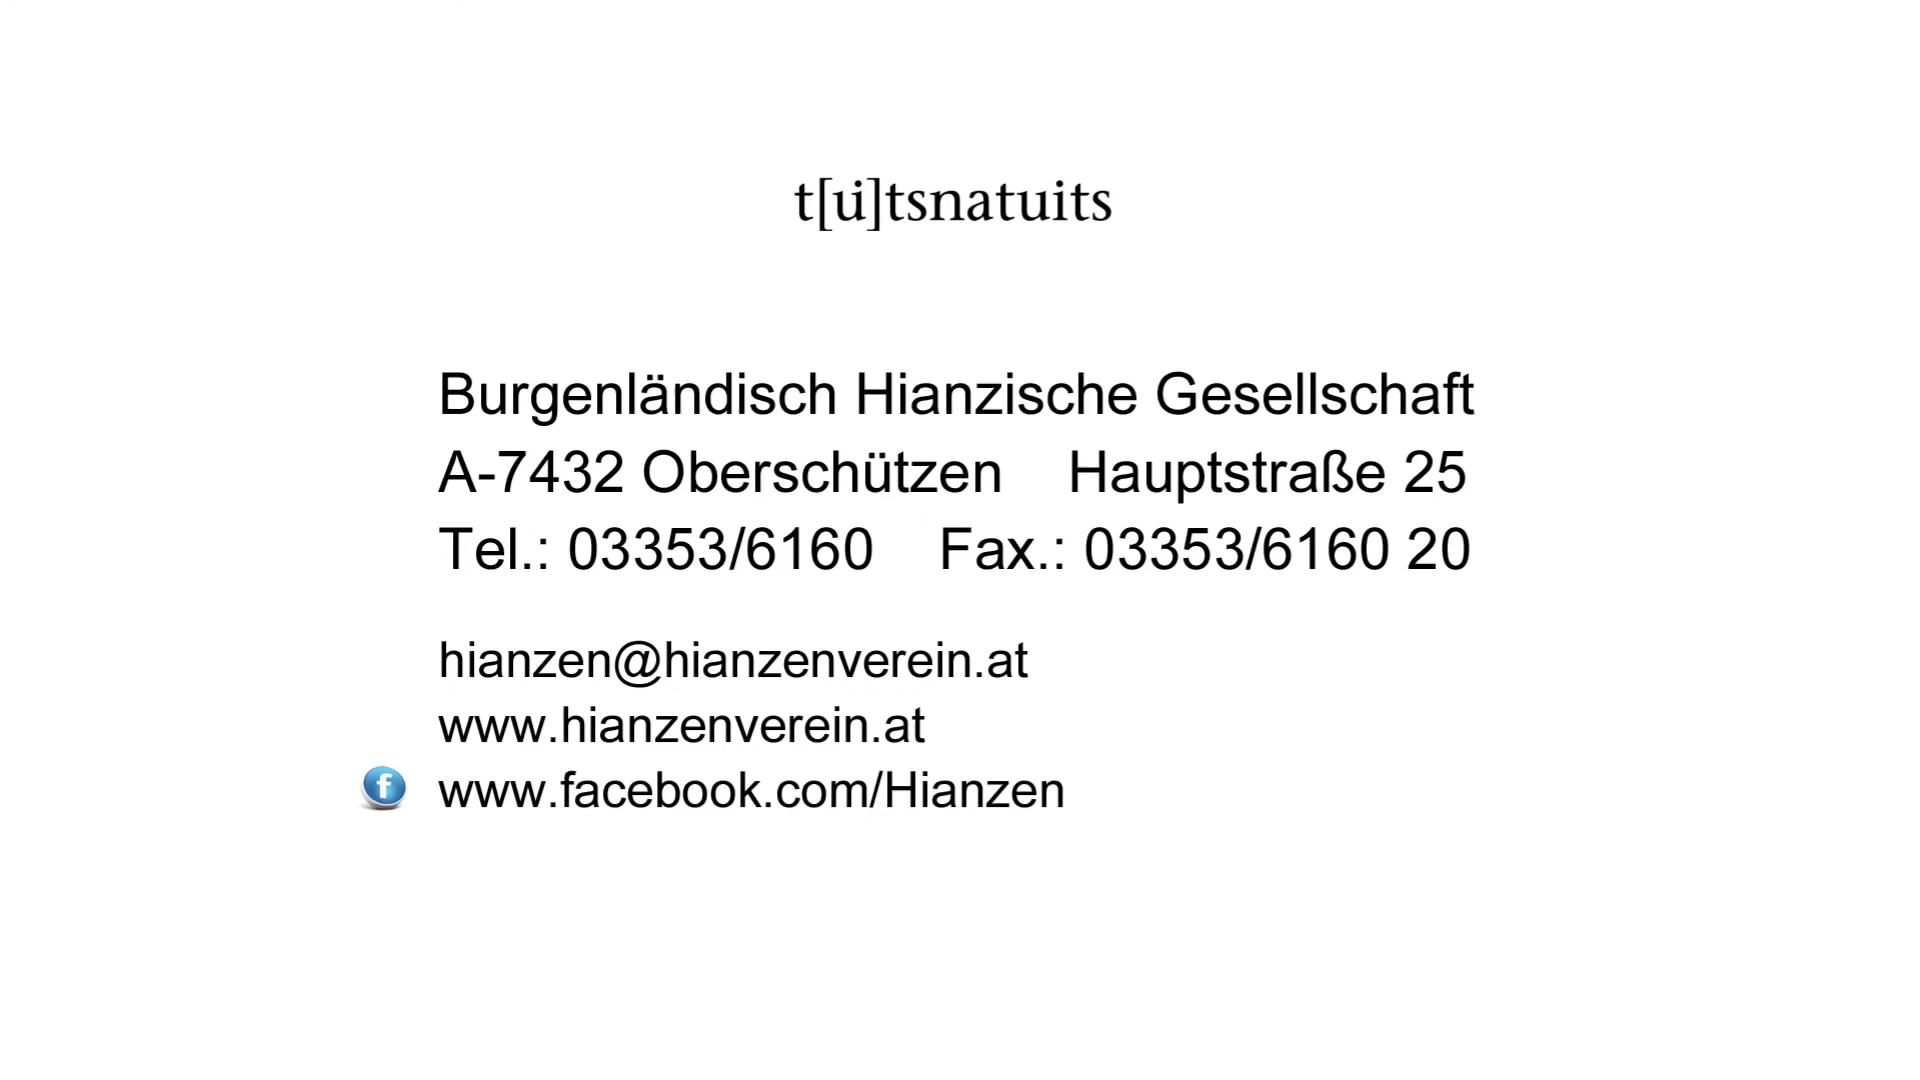 t[ui]tsnatuits
Burgenländisch Hianzische Gesellschaft
A-7432 Oberschützen Hauptstraße 25
Tel.: 03353/6160 Fax.: 03353/6160 20
hianzen@hianzenverein.at
www.hianzenverein.at
f www.facebook.com/Hianzen